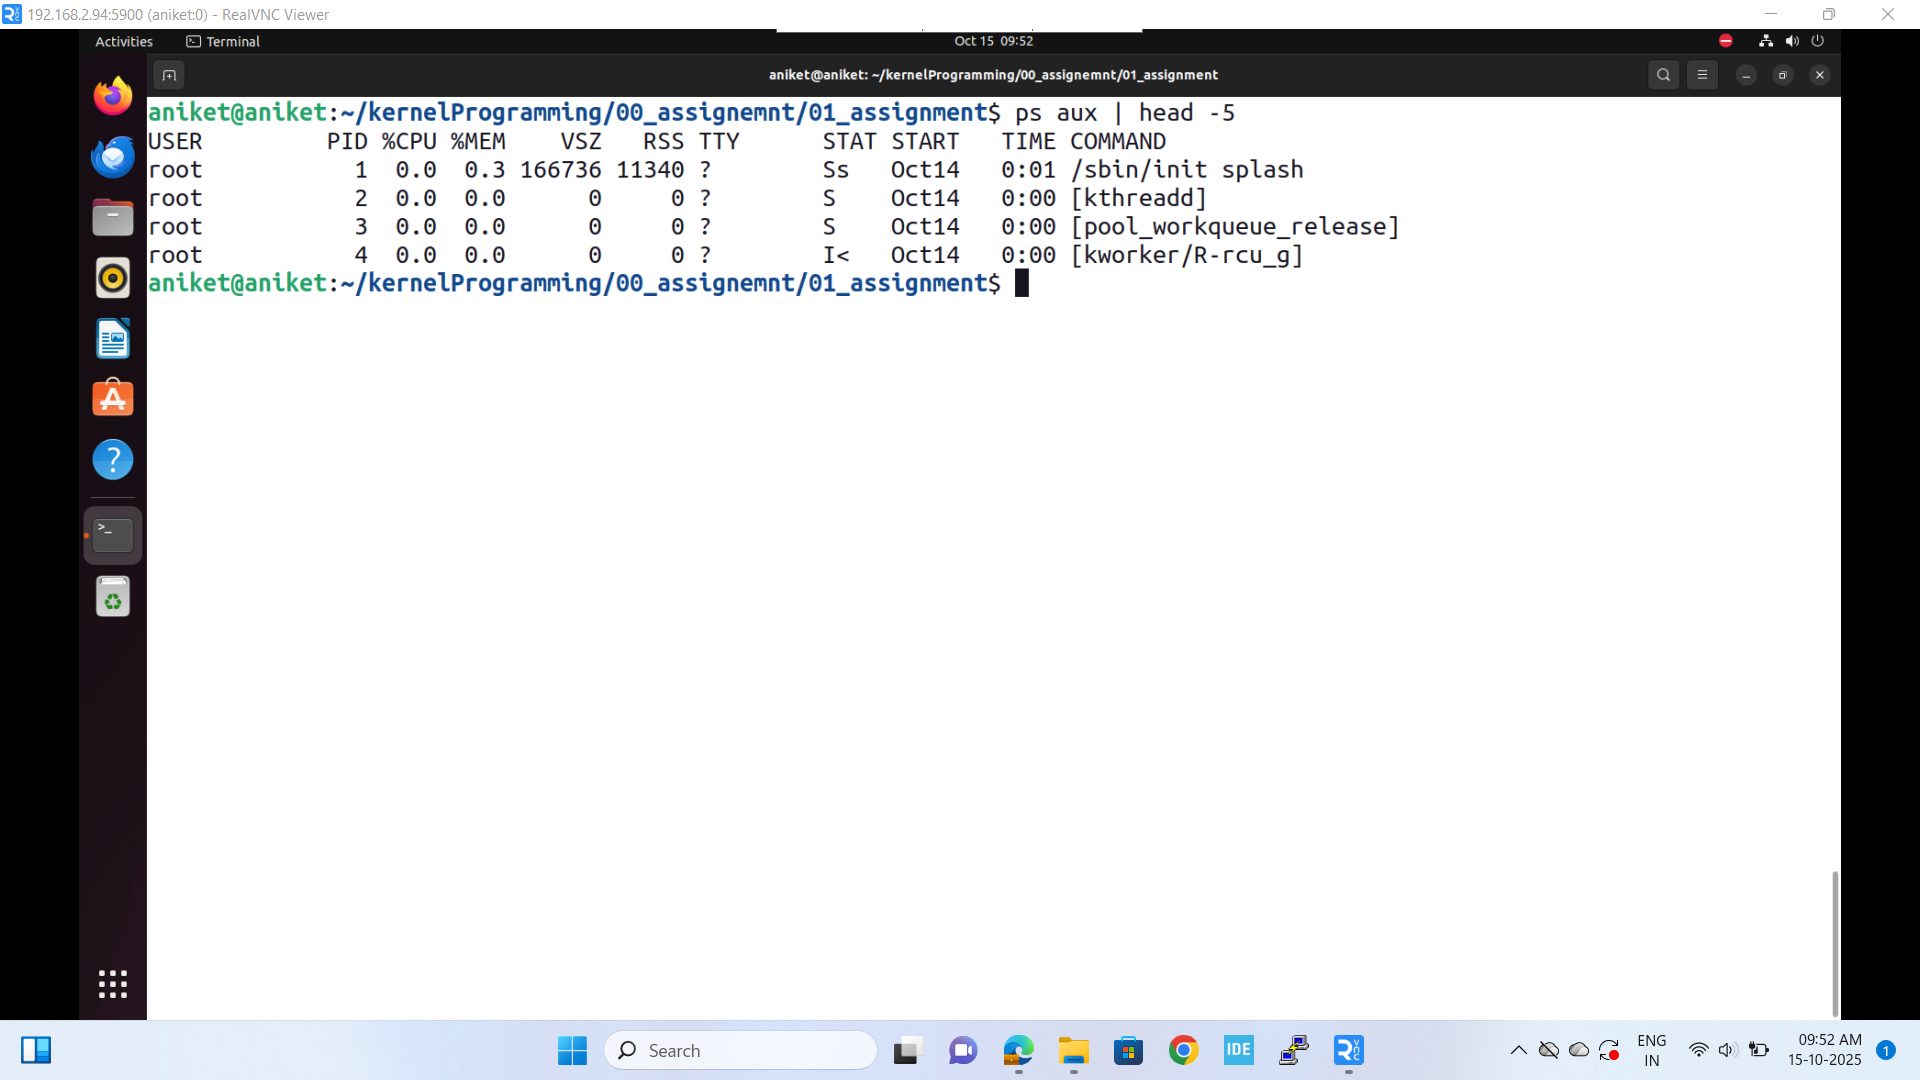 192.168.2.94:5900 (aniket:0) - RealVNC Viewer
Activities Terminal Oct 15 09:52
aniket@aniket: ~/kernelProgramming/00_assignemnt/01_assignment
aniket@aniket:~/kernelProgramming/00_assignemnt/01_assignment$ ps aux | head -5
USER PID %CPU %MEM VSZ RSS TTY STAT START TIME COMMAND
root 1 0.0 0.3 166736 11340 ? Ss Oct14 0:01 /sbin/init splash
root 2 0.0 0.0 0 0 ? S Oct14 0:00 [kthreadd]
root 3 0.0 0.0 0 0 ? S Oct14 0:00 [pool_workqueue_release]
root 4 0.0 0.0 0 0 ? I< Oct14 0:00 [kworker/R-rcu_g]
aniket@aniket:~/kernelProgramming/00_assignemnt/01_assignment$
Search
IDE
ENG
IN
09:52 AM
15-10-2025
1